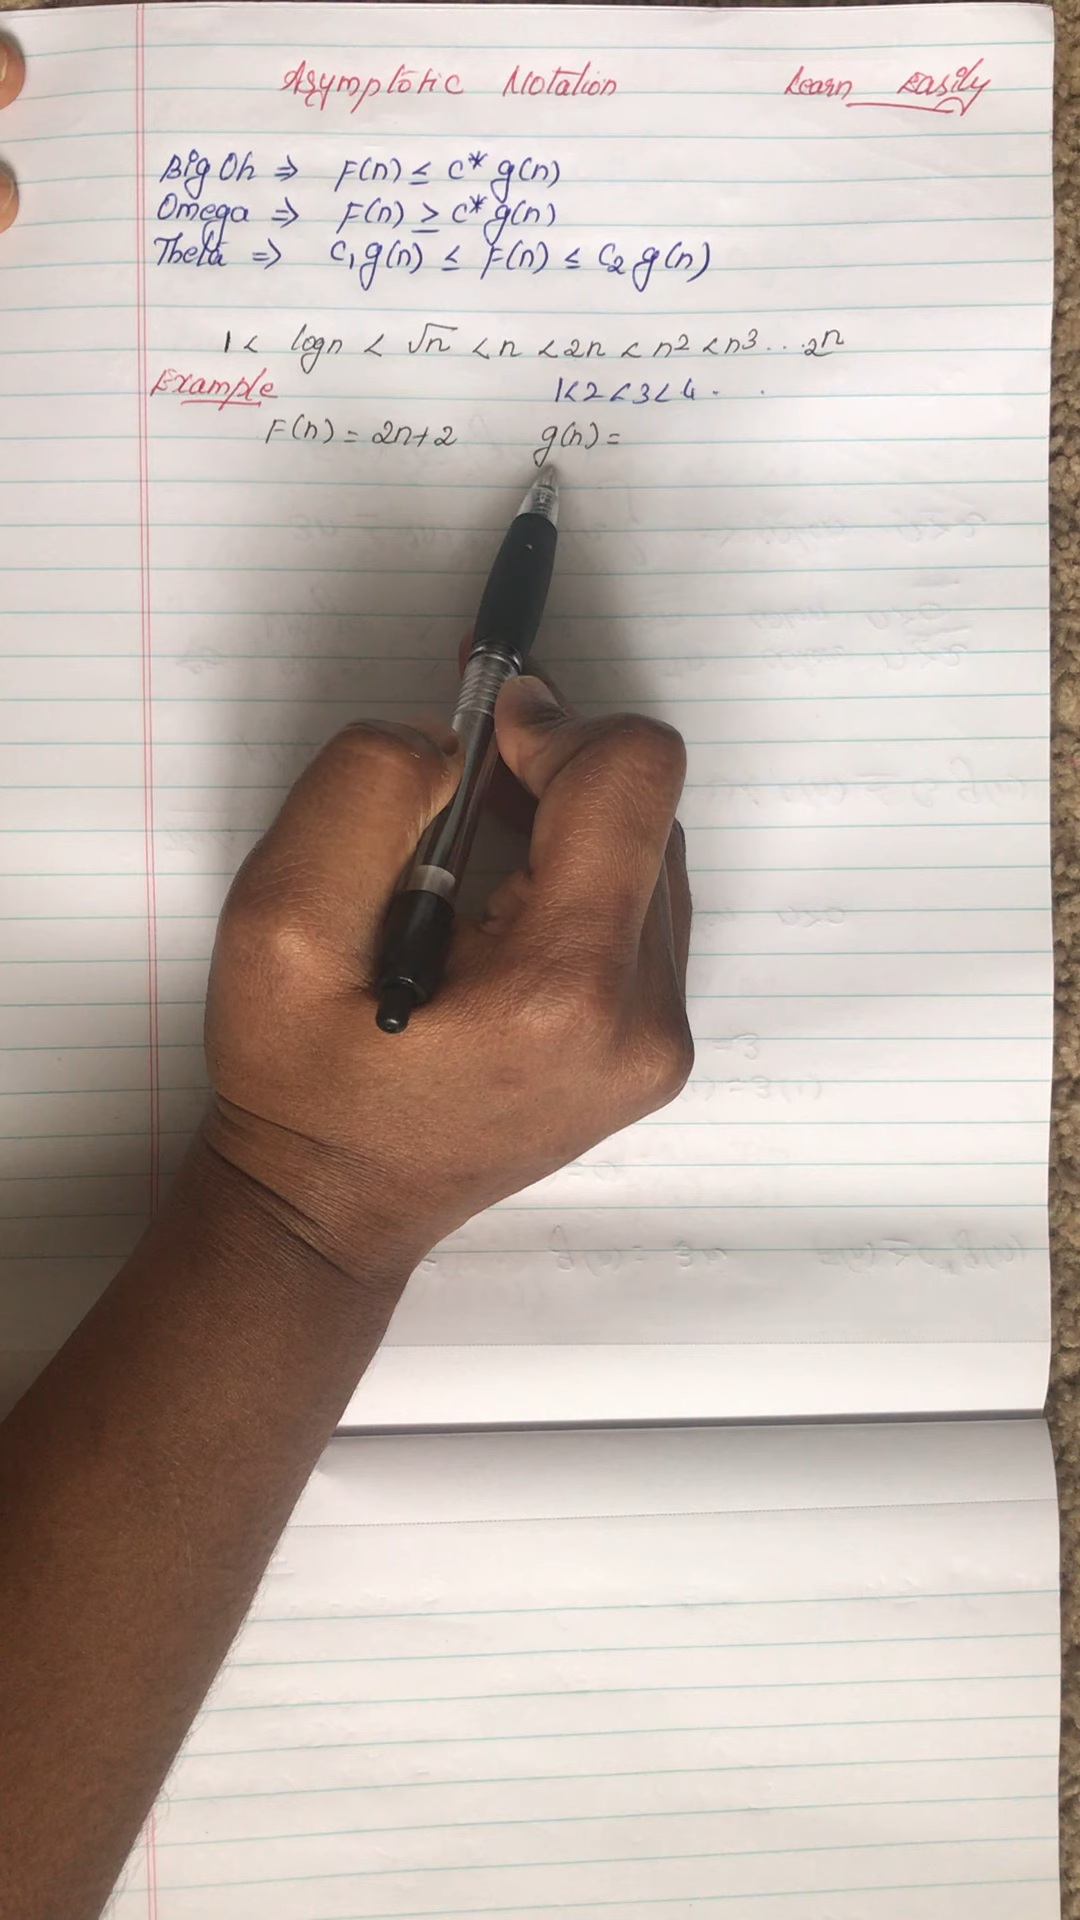 Asymptotic Notation Learn Easily
Big Oh ⇒ F(n) ≤ c* g(n)
Omega ⇒ F(n) ≥ c* g(n)
Theta ⇒ C₁g(n) ≤ F(n) ≤ C₂ g(n)
1 < logn < √n < n < 2n < n² < n³ ... 2ⁿ
Example 1<2<3<4 . .
F(n) = 2n+2 g(n) =